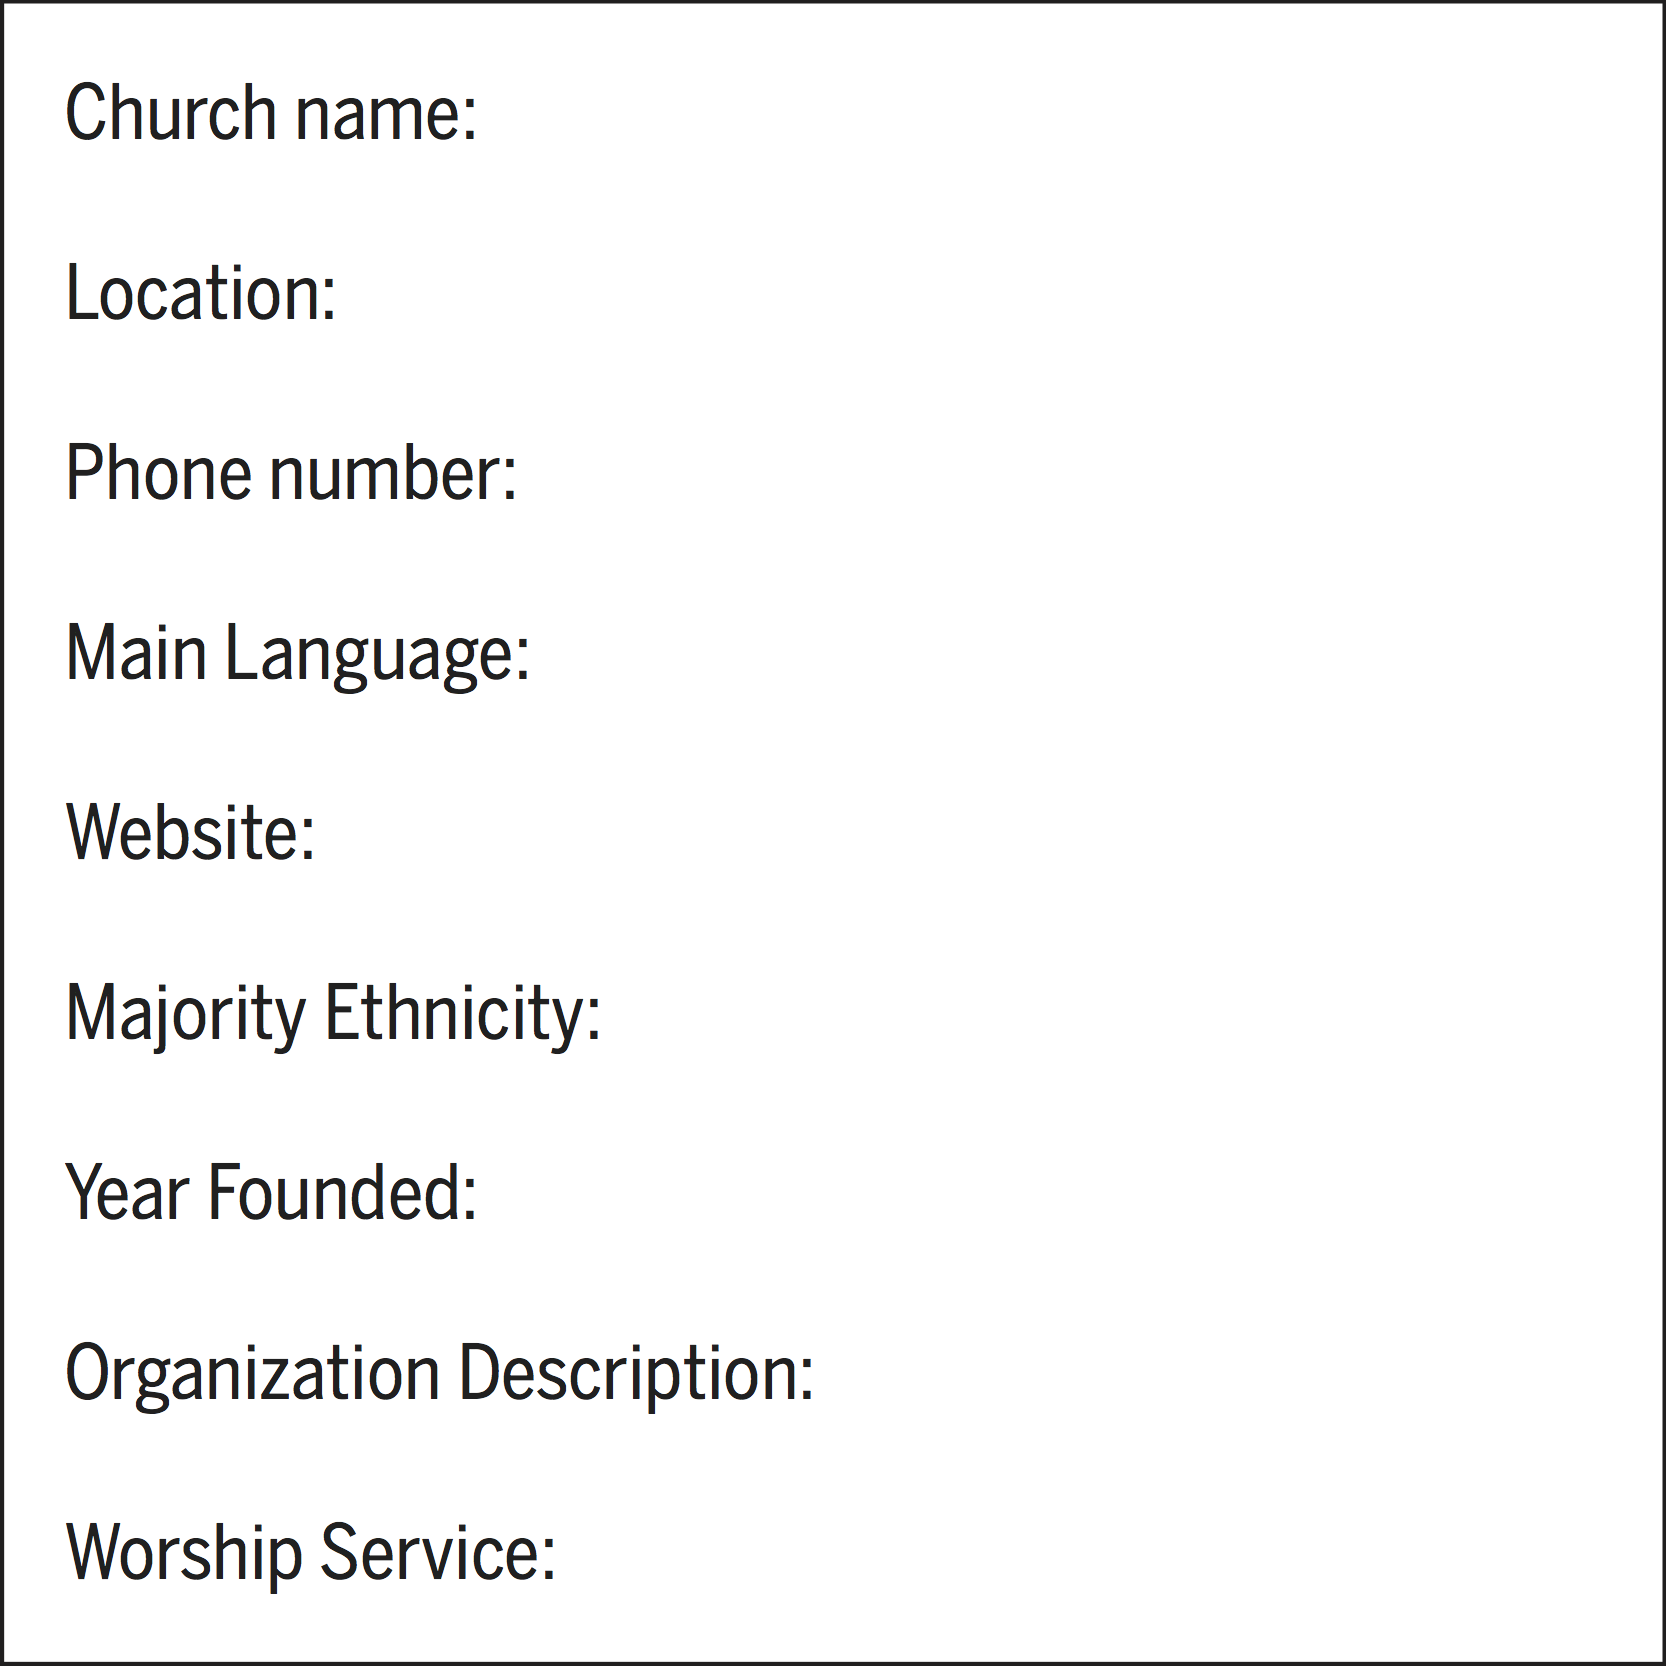 Church name:
Location:
Phone number:
Main Language:
Website:
Majority Ethnicity:
Year Founded:
Organization Description:
Worship Service: